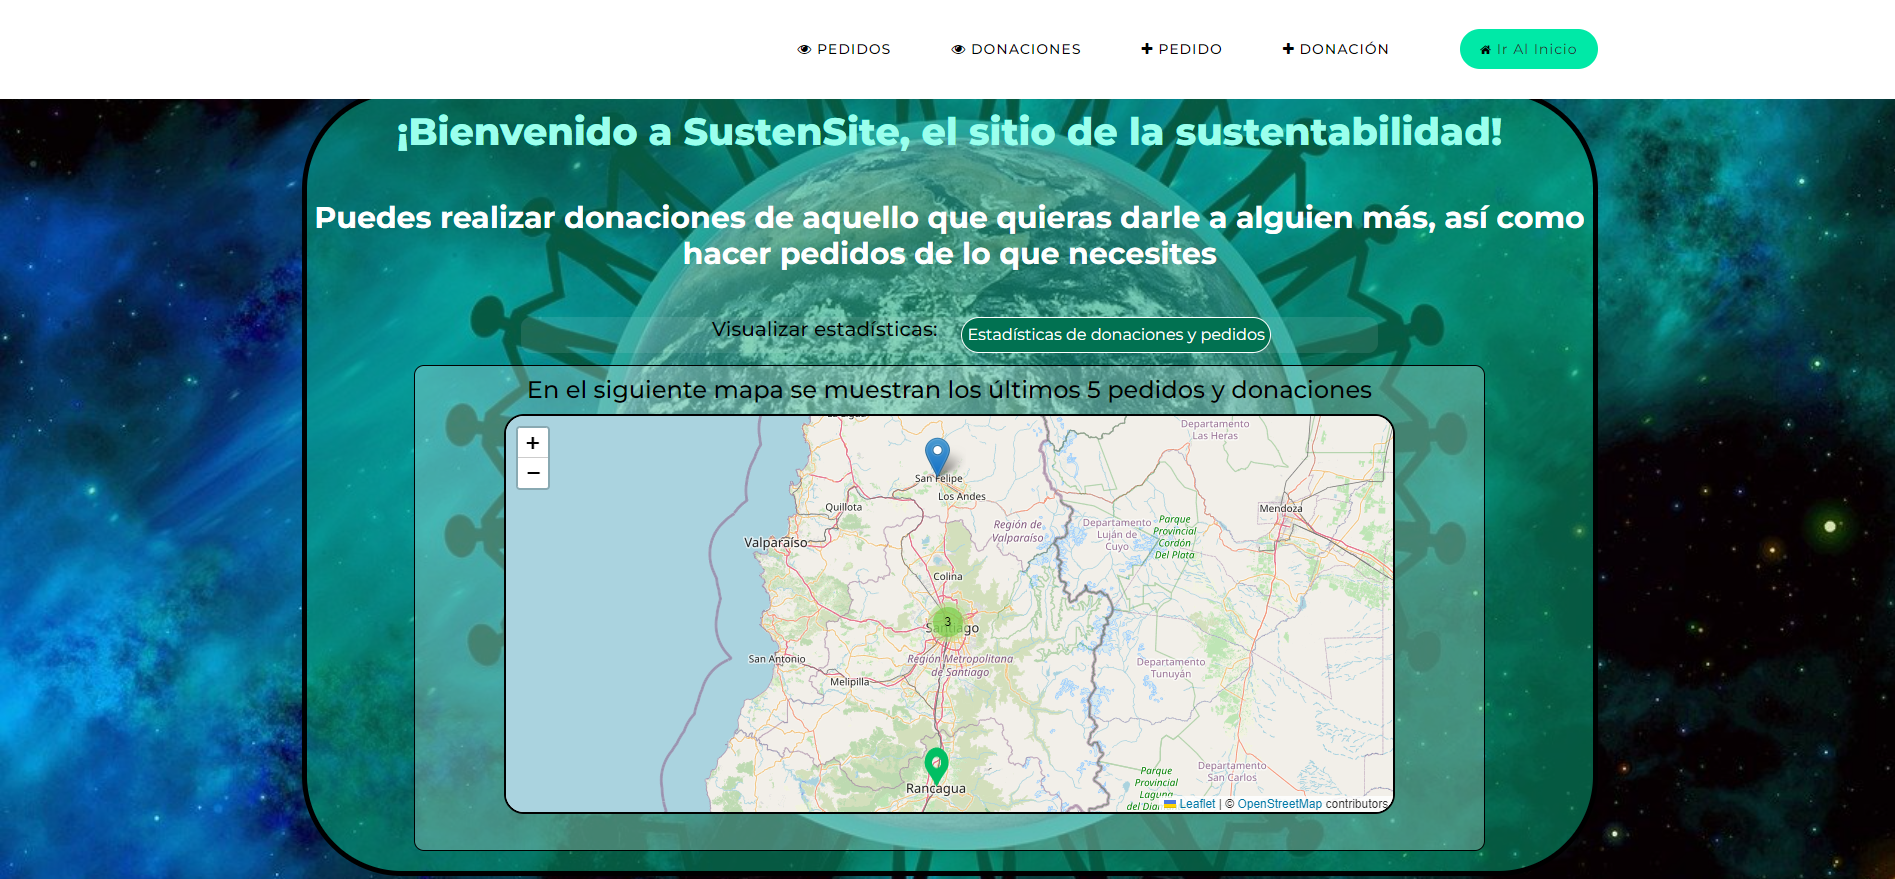 PEDIDOS
DONACIONES
PEDIDO
DONACIÓN
Ir Al Inicio
¡Bienvenido a SustenSite, el sitio de la sustentabilidad!
Puedes realizar donaciones de aquello que quieras darle a alguien más, así como
hacer pedidos de lo que necesites
Visualizar estadísticas:
Estadísticas de donaciones y pedidos
En el siguiente mapa se muestran los últimos 5 pedidos y donaciones
+
−
Departamento
Las Heras
San Felipe
Los Andes
Quillota
Mendoza
Región de
Valparaíso
Departamento
Luján de
Cuyo
Parque
Provincial
Cordón
Del Plata
Valparaíso
Colina
3
Santiago
San Antonio
Región Metropolitana
de Santiago
Melipilla
Departamento
Tunuyán
Departamento
San Carlos
Parque
Provincial
Laguna
Rancagua
Leaflet | © OpenStreetMap contributors